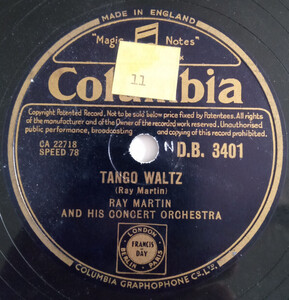 MADE IN ENGLAND
"Magic Notes"
Columbia
11
Copyright Patented Record, Not to be sold below price fixed by Patentees. All rights
of the manufacturer and of the Owner of the recorded work reserved. Unauthorised
public performance, broadcasting and copying of this record prohibited.
CA 22718
SPEED 78
N D.B. 3401
TANGO WALTZ
(Ray Martin)
RAY MARTIN
AND HIS CONCERT ORCHESTRA
LONDON
FRANCIS
&
DAY
BERLIN PARIS
COLUMBIA GRAPHOPHONE Co. LTD.